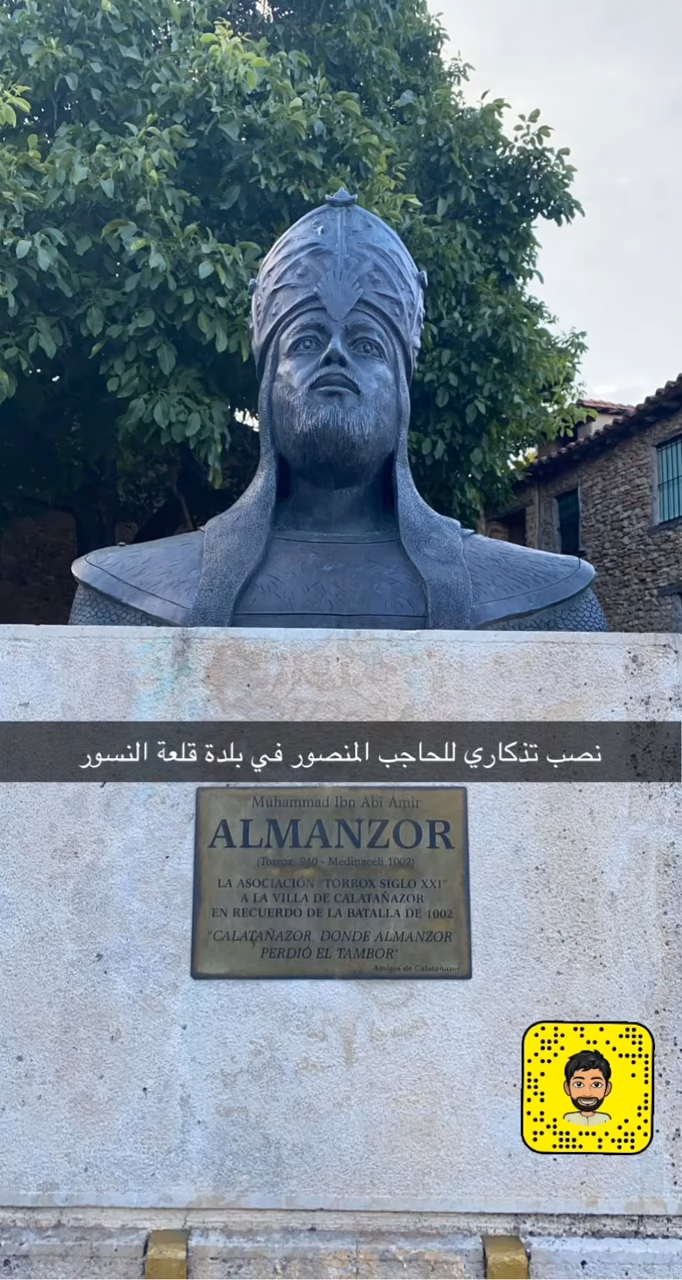 نصب تذكاري للحاجب المنصور في بلدة قلعة النسور
Muhammad Ibn Abī Āmir
ALMANZOR
(Torrox, 940 - Medinaceli, 1002)
LA ASOCIACIÓN "TORROX SIGLO XXI"
A LA VILLA DE CALATAÑAZOR
EN RECUERDO DE LA BATALLA DE 1002
"CALATAÑAZOR, DONDE ALMANZOR
PERDIÓ EL TAMBOR"
Amigos de Calatañazor